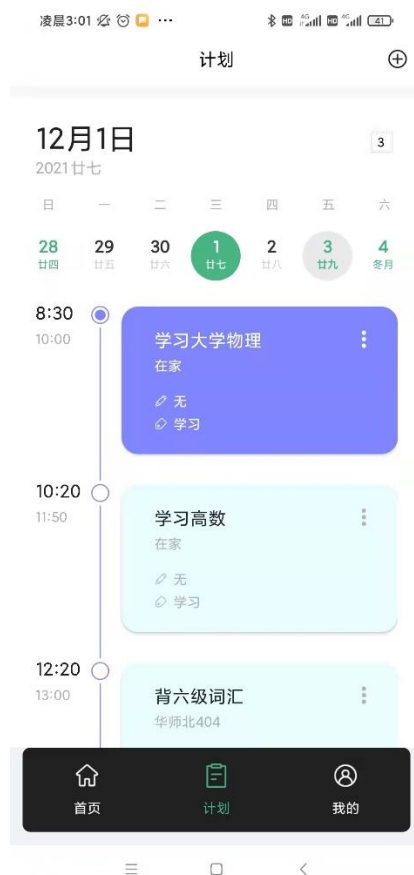 凌晨3:01
41
计划
12月1日
3
2021廿七
日 一 二 三 四 五 六
28 29 30 1 2 3 4
廿四 廿五 廿六 廿七 廿八 廿九 冬月
8:30
10:00
学习大学物理
在家
无
学习
10:20
11:50
学习高数
在家
无
学习
12:20
13:00
背六级词汇
华师北404
首页 计划 我的